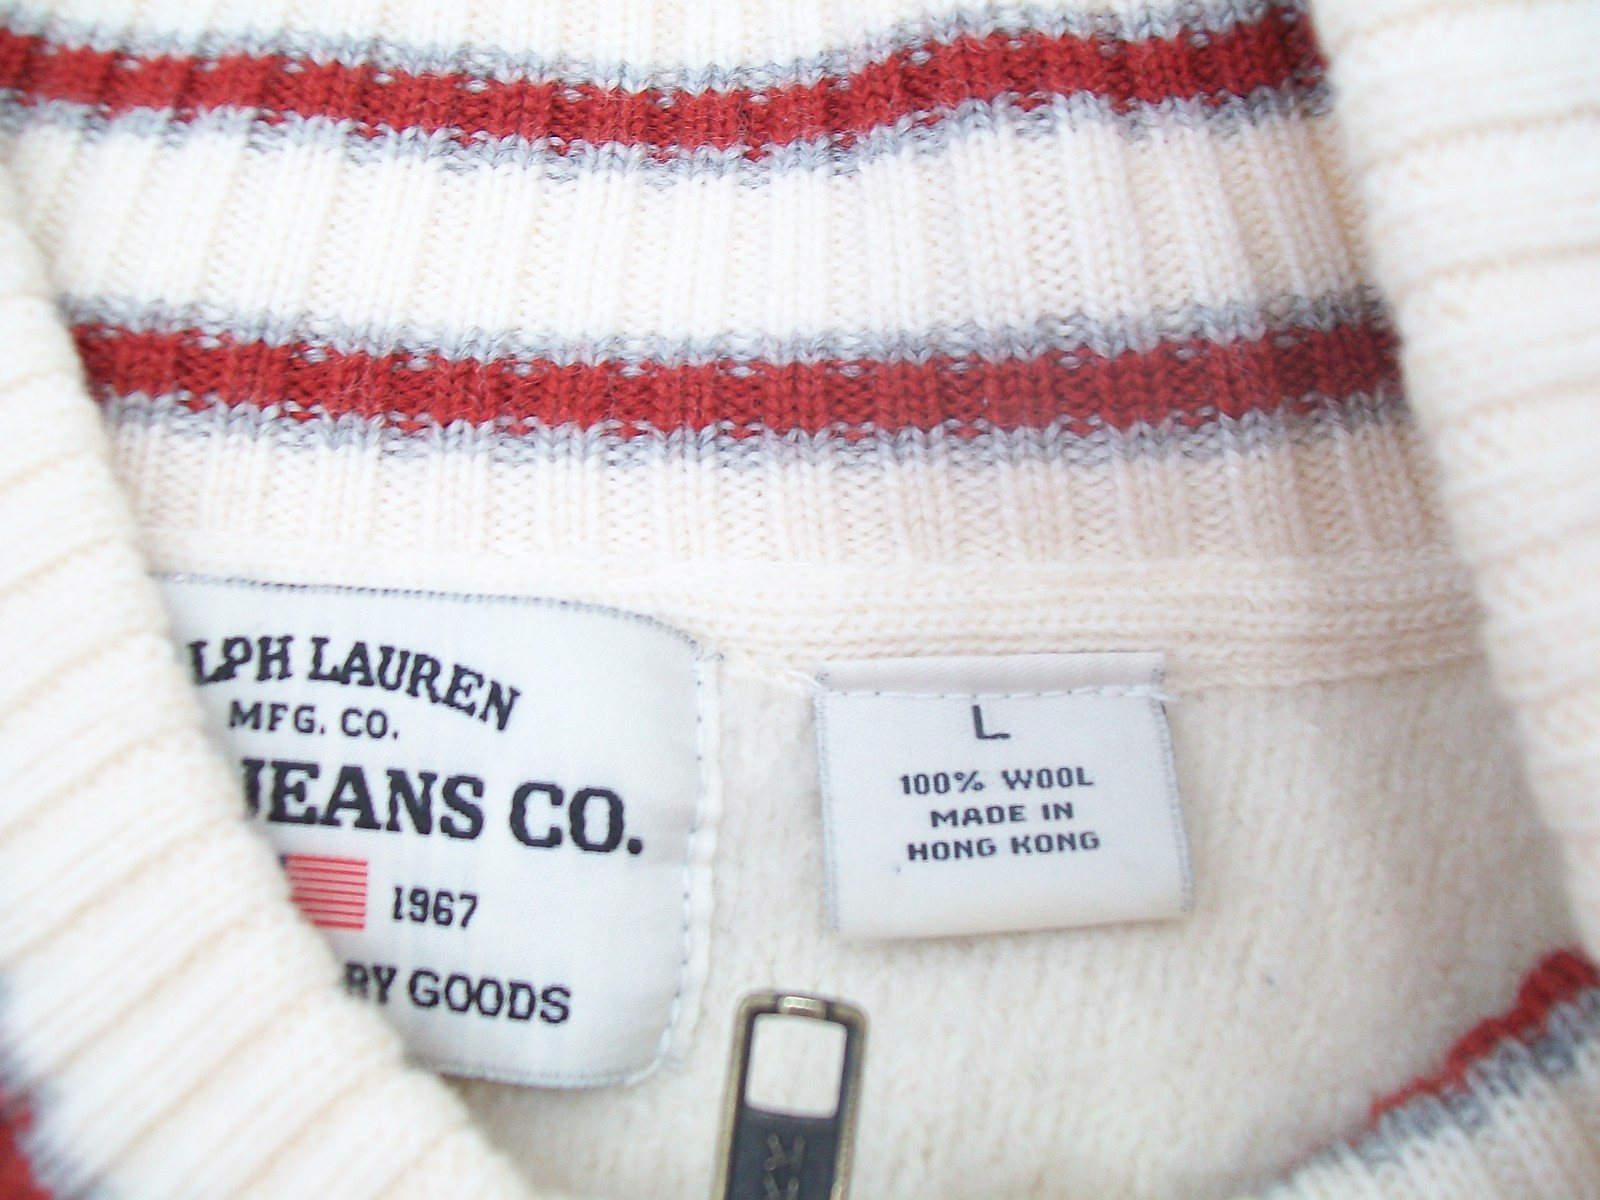 LPH LAUREN
MFG. CO.
JEANS CO.
1967
RY GOODS
L
100% WOOL
MADE IN
HONG KONG